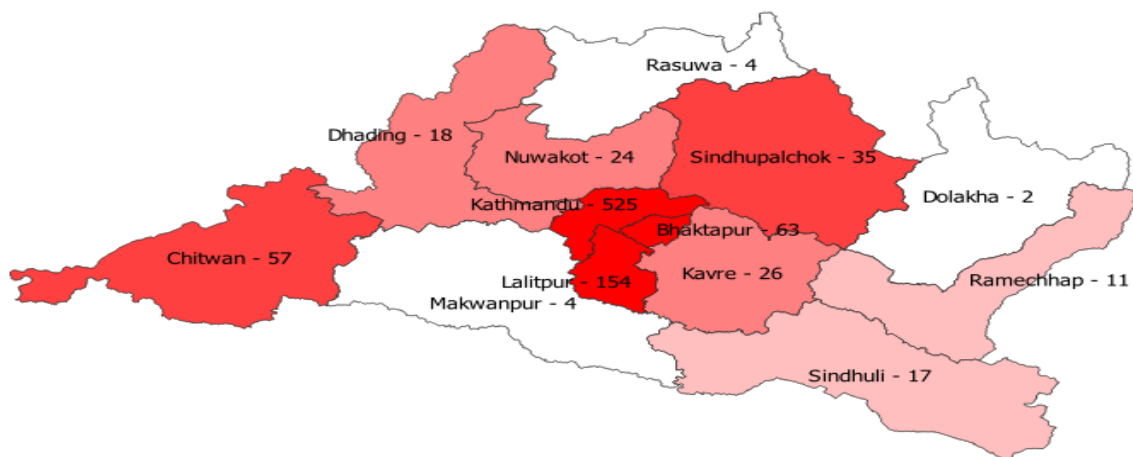 Rasuwa - 4
Dhading - 18
Nuwakot - 24
Sindhupalchok - 35
Dolakha - 2
Kathmandu - 525
Bhaktapur - 63
Chitwan - 57
Lalitpur - 154
Kavre - 26
Ramechhap - 11
Makwanpur - 4
Sindhuli - 17